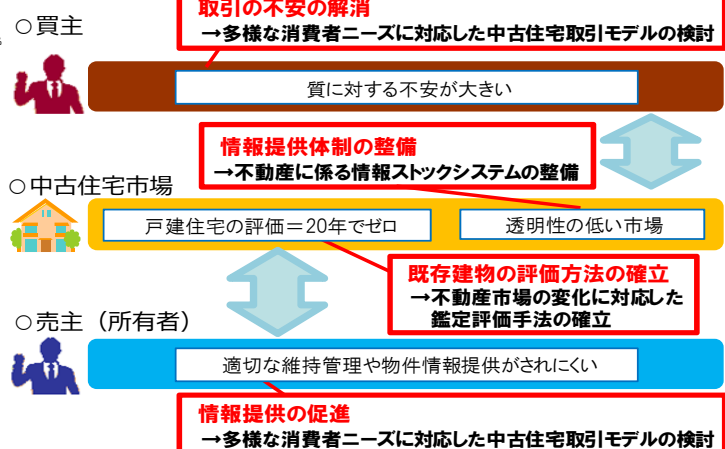 取引の不安の解消
→多様な消費者ニーズに対応した中古住宅取引モデルの検討
○買主
質に対する不安が大きい
情報提供体制の整備
→不動産に係る情報ストックシステムの整備
○中古住宅市場
戸建住宅の評価=20年でゼロ
透明性の低い市場
既存建物の評価方法の確立
→不動産市場の変化に対応した
鑑定評価手法の確立
○売主（所有者）
適切な維持管理や物件情報提供がされにくい
情報提供の促進
→多様な消費者ニーズに対応した中古住宅取引モデルの検討